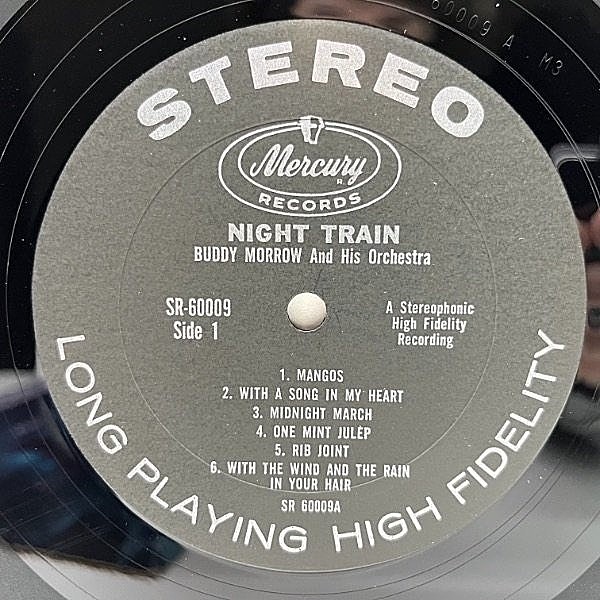 60009 A M3
STEREO
Mercury
R.
RECORDS
NIGHT TRAIN
BUDDY MORROW And His Orchestra
SR-60009
Side 1
A Stereophonic
High Fidelity
Recording
1. MANGOS
2. WITH A SONG IN MY HEART
3. MIDNIGHT MARCH
4. ONE MINT JULEP
5. RIB JOINT
6. WITH THE WIND AND THE RAIN
IN YOUR HAIR
SR 60009A
LONG PLAYING HIGH FIDELITY